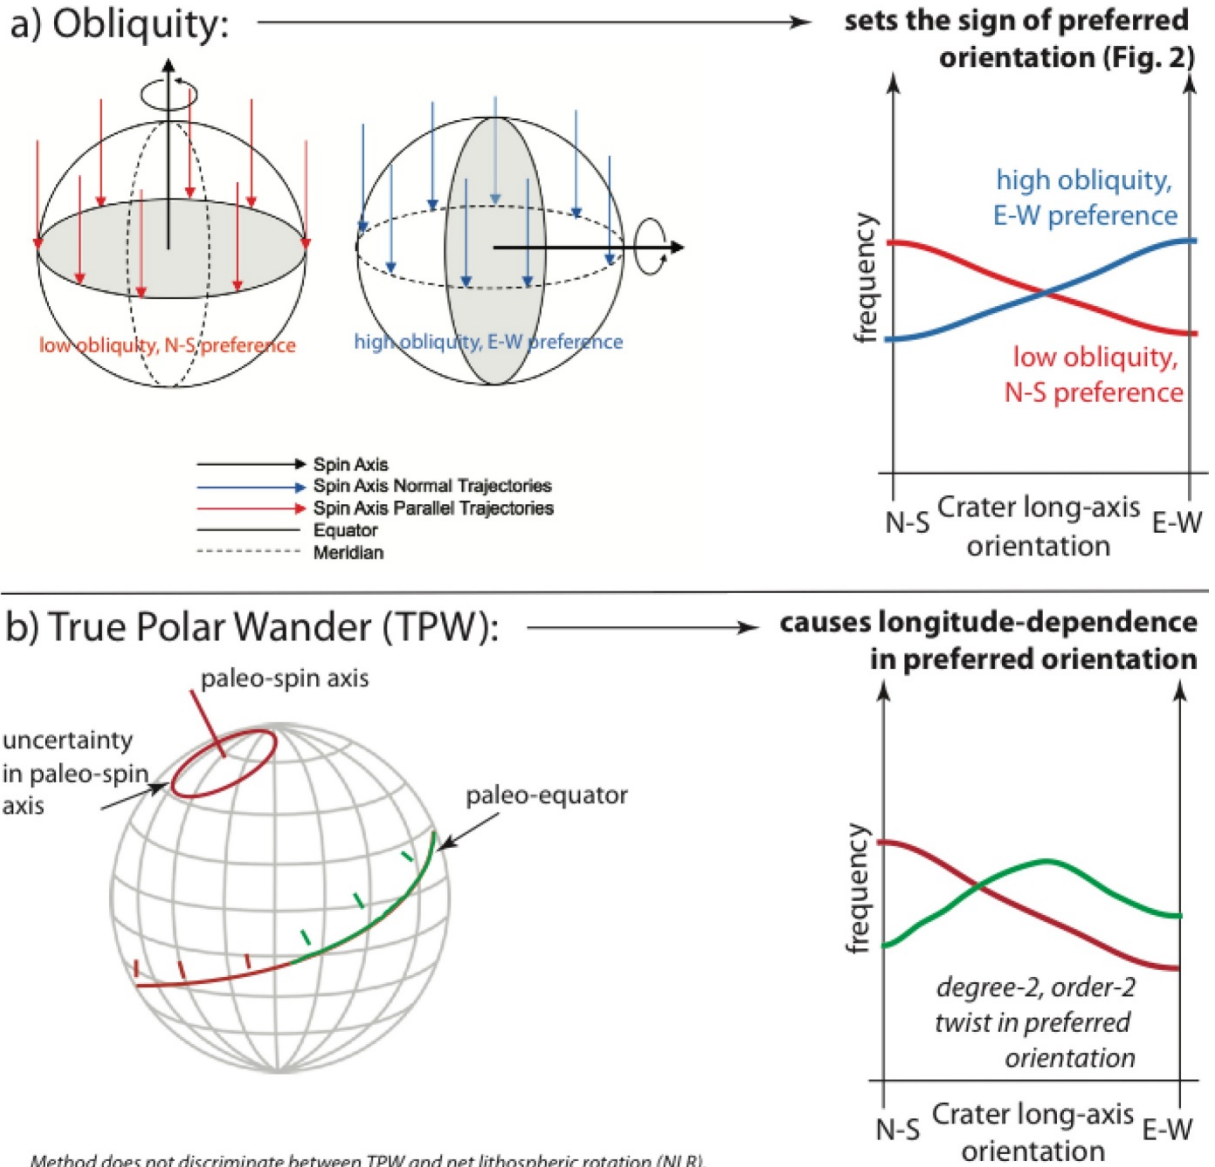 a) Obliquity:
sets the sign of preferred
orientation (Fig. 2)
low obliquity, N-S preference
high obliquity, E-W preference
frequency
high obliquity,
E-W preference
low obliquity,
N-S preference
N-S
Crater long-axis
orientation
E-W
Spin Axis
Spin Axis Normal Trajectories
Spin Axis Parallel Trajectories
Equator
Meridian
b) True Polar Wander (TPW):
causes longitude-dependence
in preferred orientation
paleo-spin axis
uncertainty
in paleo-spin
axis
paleo-equator
frequency
degree-2, order-2
twist in preferred
orientation
N-S
Crater long-axis
orientation
E-W
Method does not discriminate between TPW and net lithospheric rotation (NLR).